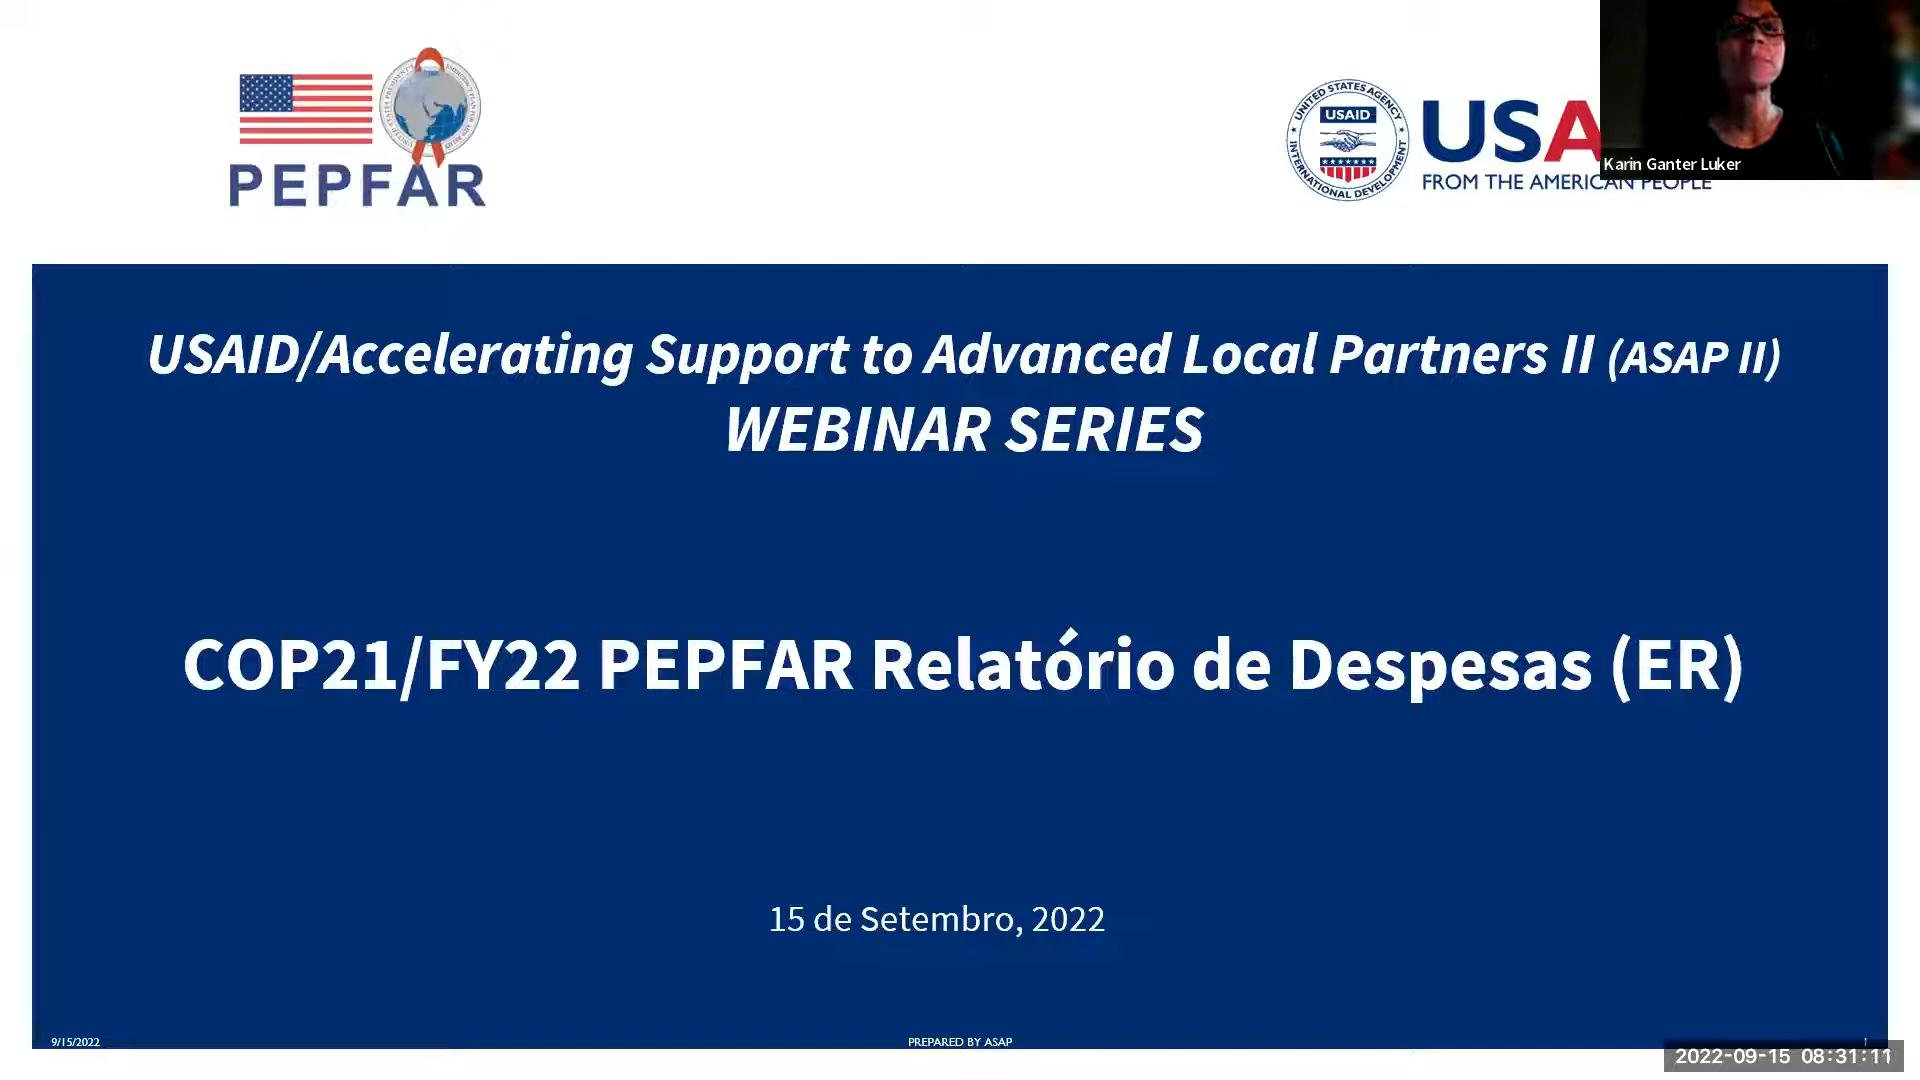 PEPFAR
UNITED STATES AGENCY
USAID
INTERNATIONAL DEVELOPMENT
USA
FROM THE AMERICAN PEOPLE
Karin Ganter Luker
USAID/Accelerating Support to Advanced Local Partners II (ASAP II)
WEBINAR SERIES
COP21/FY22 PEPFAR Relatório de Despesas (ER)
15 de Setembro, 2022
9/15/2022
PREPARED BY ASAP
1
2022-09-15 08:31:11